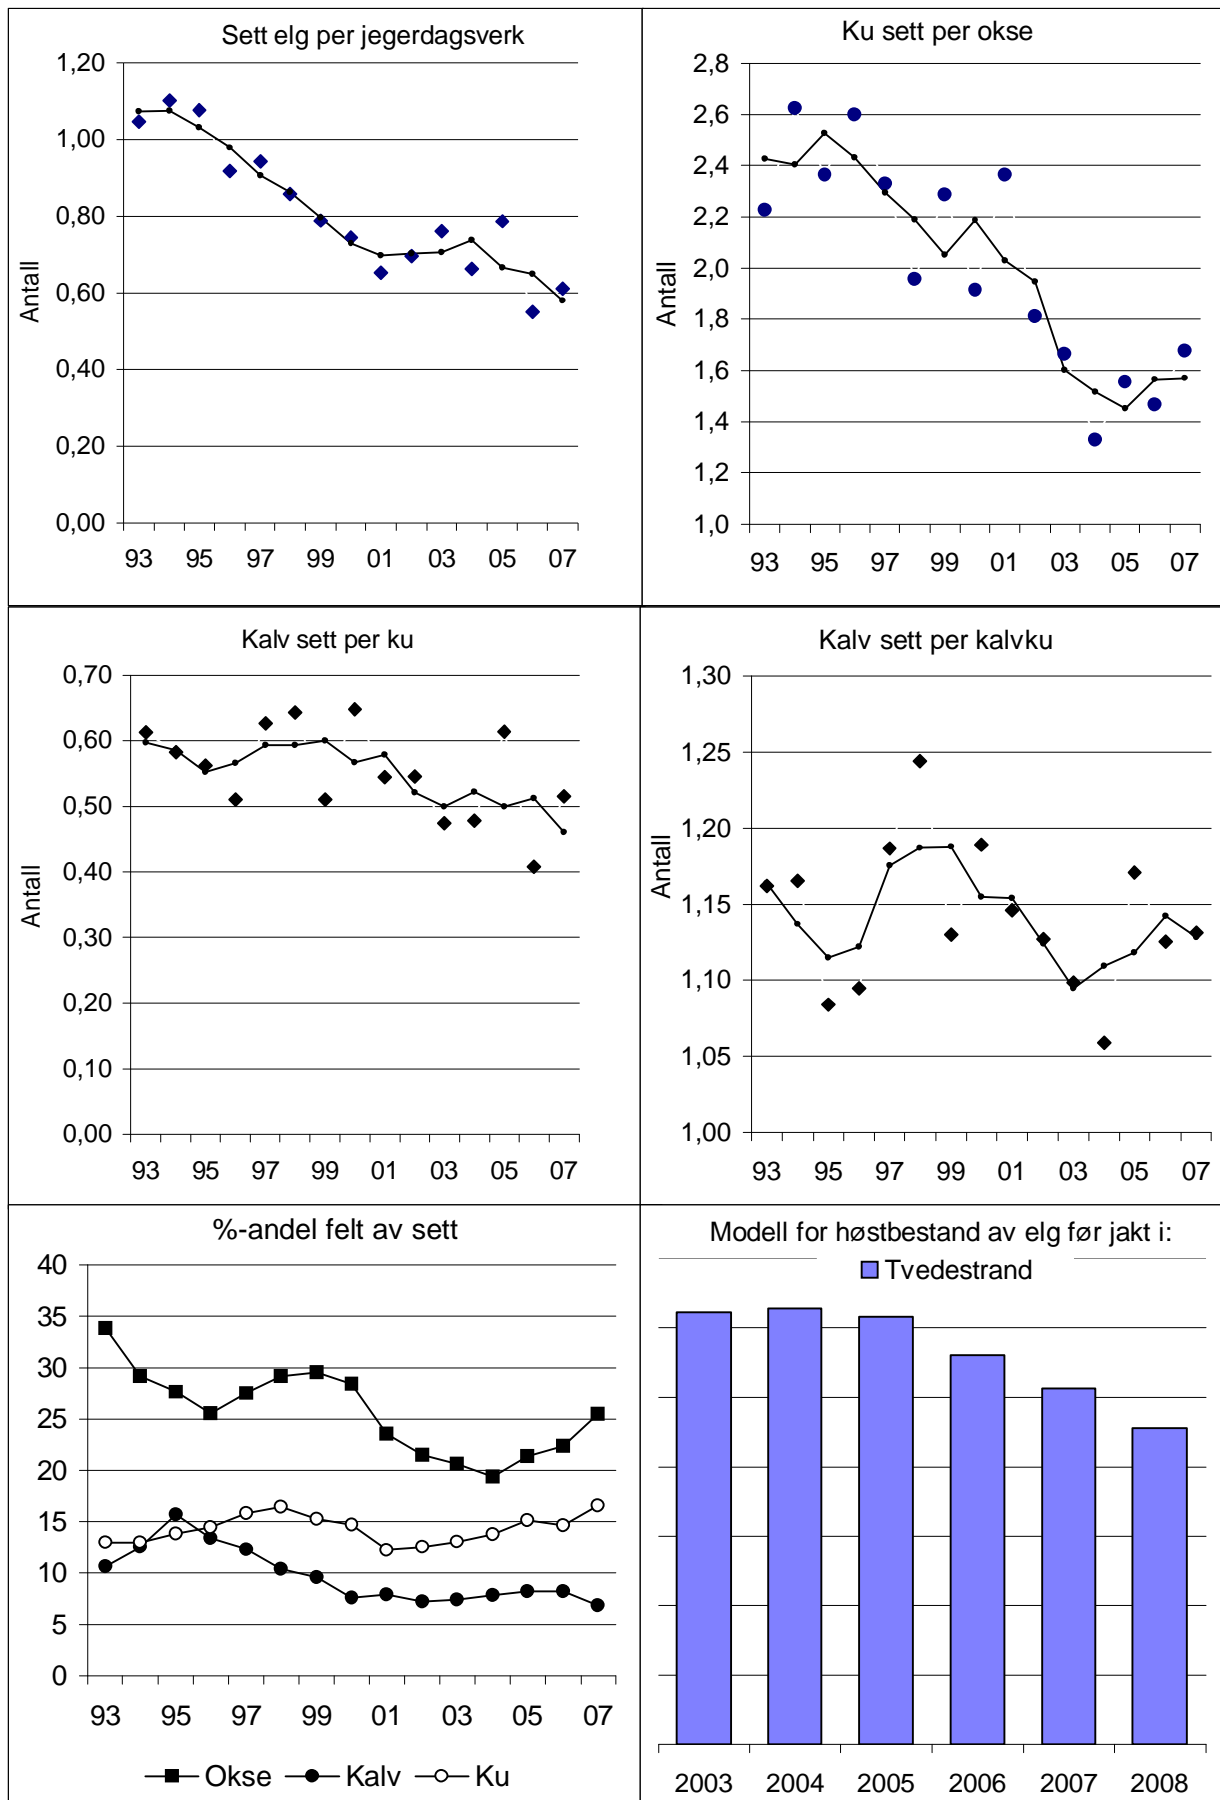 Sett elg per jegerdagsverk
1,20
1,00
0,80
0,60
0,40
0,20
0,00
Antall
93 95 97 99 01 03 05 07
Ku sett per okse
2,8
2,6
2,4
2,2
2,0
1,8
1,6
1,4
1,2
1,0
Antall
93 95 97 99 01 03 05 07
Kalv sett per ku
0,70
0,60
0,50
0,40
0,30
0,20
0,10
0,00
Antall
93 95 97 99 01 03 05 07
Kalv sett per kalvku
1,30
1,25
1,20
1,15
1,10
1,05
1,00
Antall
93 95 97 99 01 03 05 07
%-andel felt av sett
40
35
30
25
20
15
10
5
0
93 95 97 99 01 03 05 07
Okse Kalv Ku
Modell for høstbestand av elg før jakt i:
Tvedestrand
2003 2004 2005 2006 2007 2008